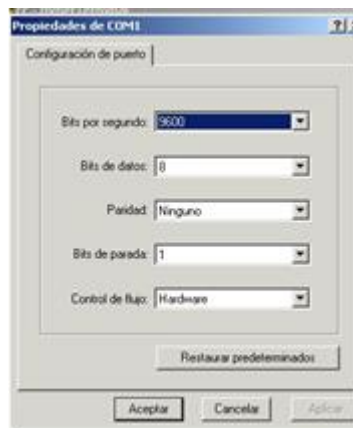 Propiedades de COM1
Configuración de puerto
Bits por segundo: 9600
Bits de datos: 8
Paridad: Ninguno
Bits de parada: 1
Control de flujo: Hardware
Restaurar predeterminados
Aceptar Cancelar Aplicar